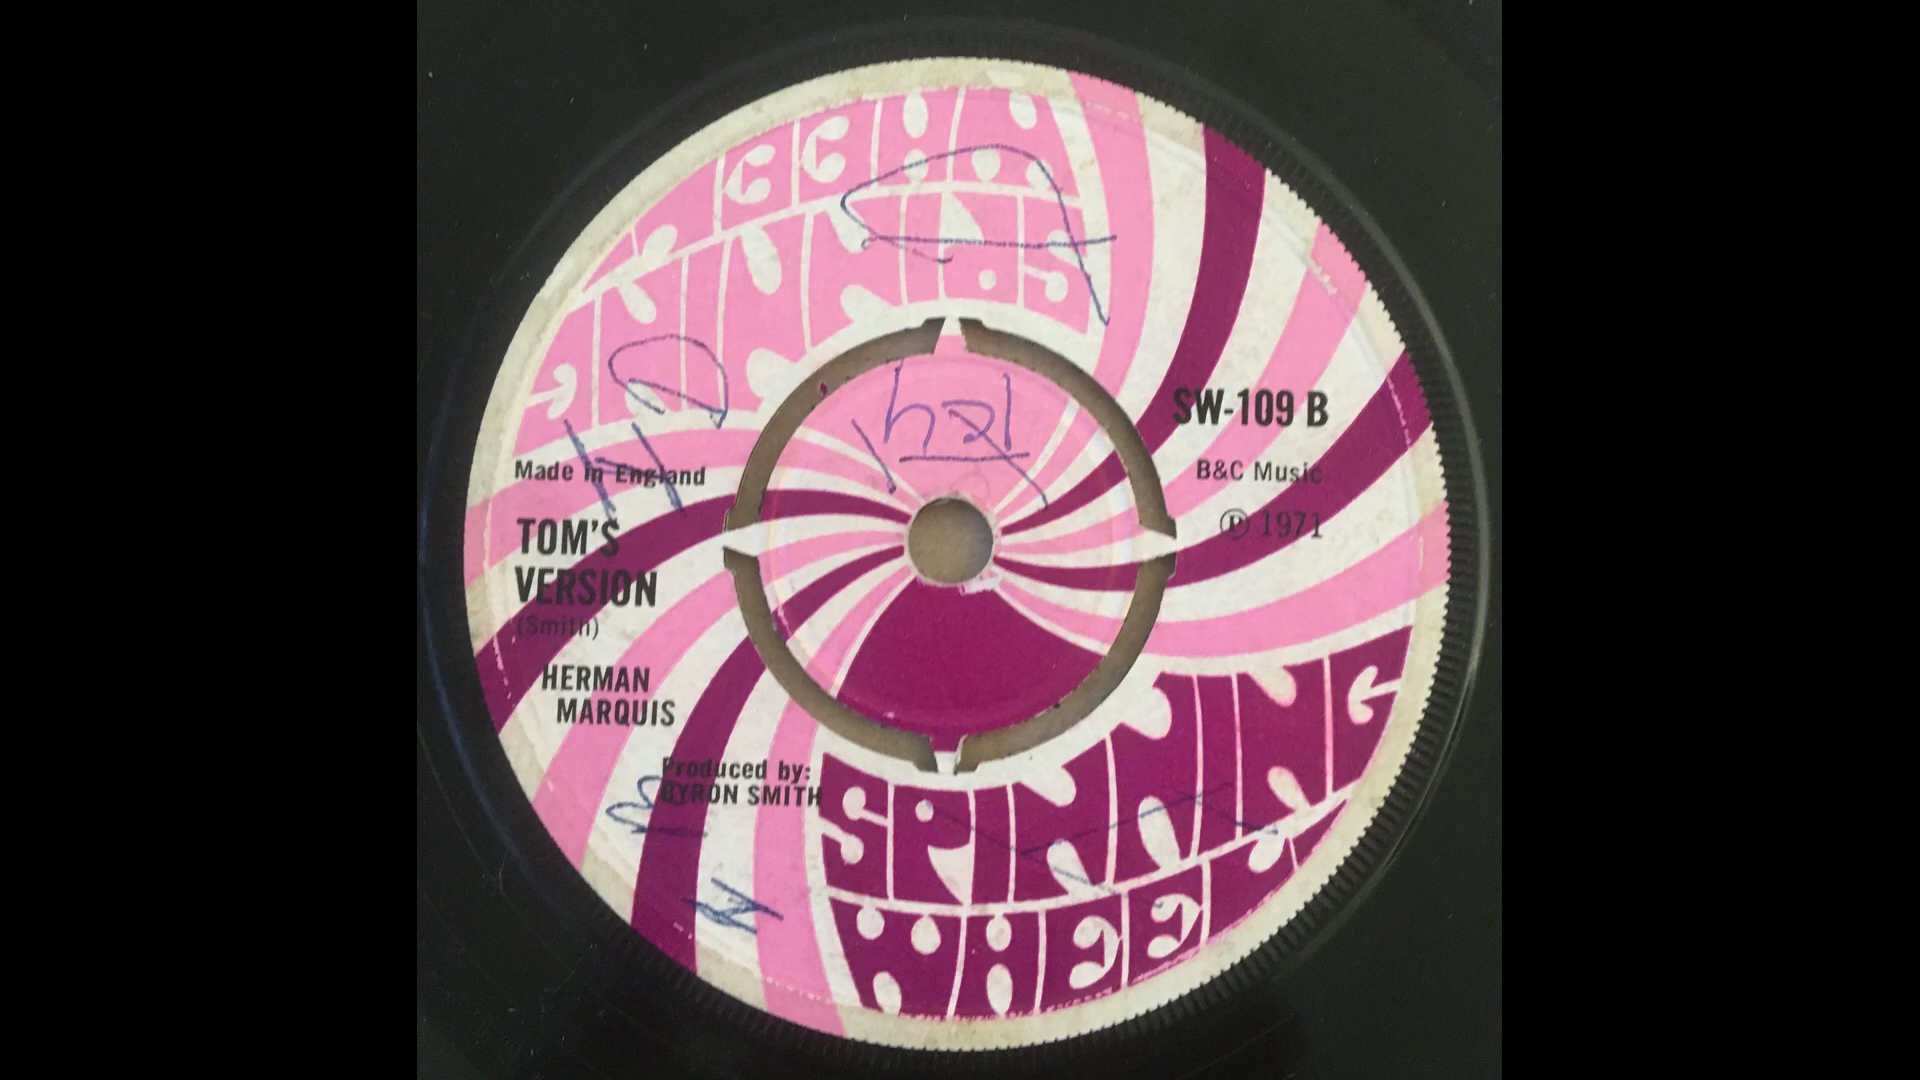 SPINNING
WHEEL
SW-109 B
Made in England
B&C Music
℗ 1971
TOM'S
VERSION
(Smith)
HERMAN
MARQUIS
Produced by:
BYRON SMITH
SPINNING
WHEEL